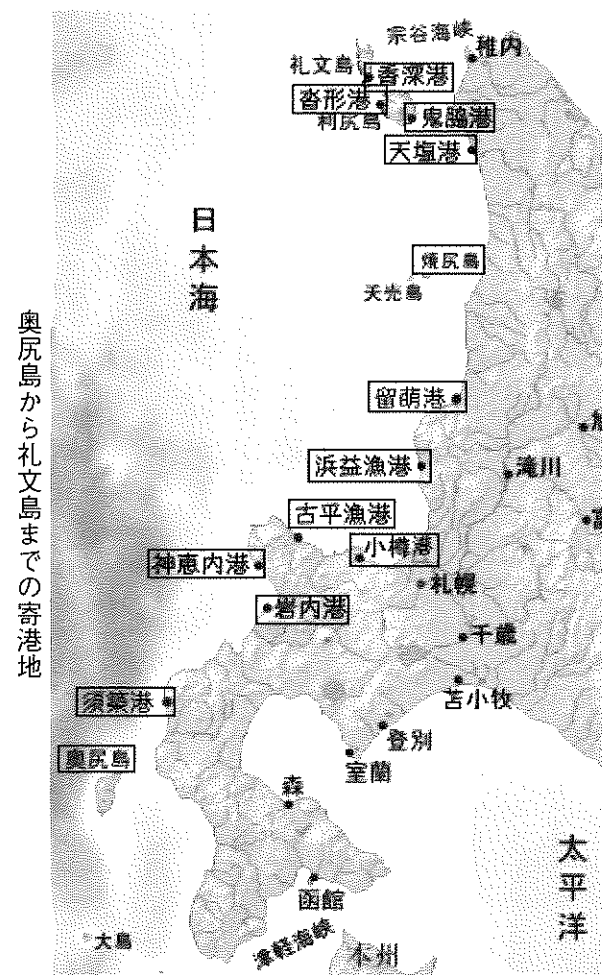 奥尻島から礼文島までの寄港地
宗谷海峡
稚内
礼文島
香深港
沓形港
利尻島
鬼脇港
天塩港
日本海
焼尻島
天売島
留萌港
浜益漁港
滝川
古平漁港
小樽港
神恵内港
札幌
岩内港
千歳
苫小牧
須築港
登別
奥尻島
室蘭
森
太平洋
函館
大島
津軽海峡
本州